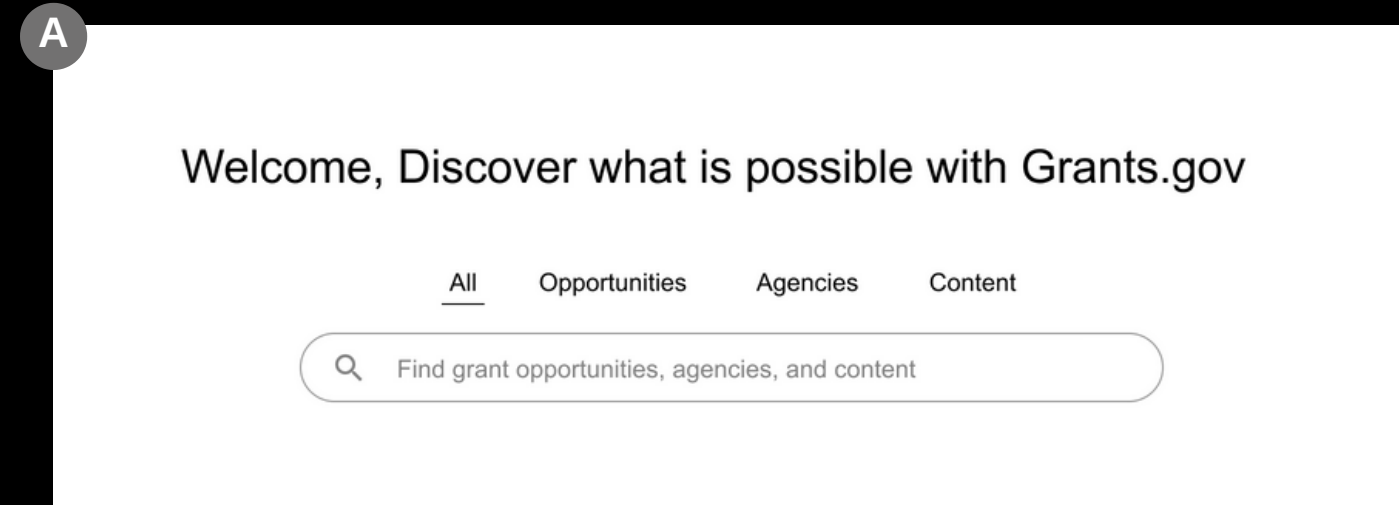 A
Welcome, Discover what is possible with Grants.gov
All Opportunities Agencies Content
Find grant opportunities, agencies, and content